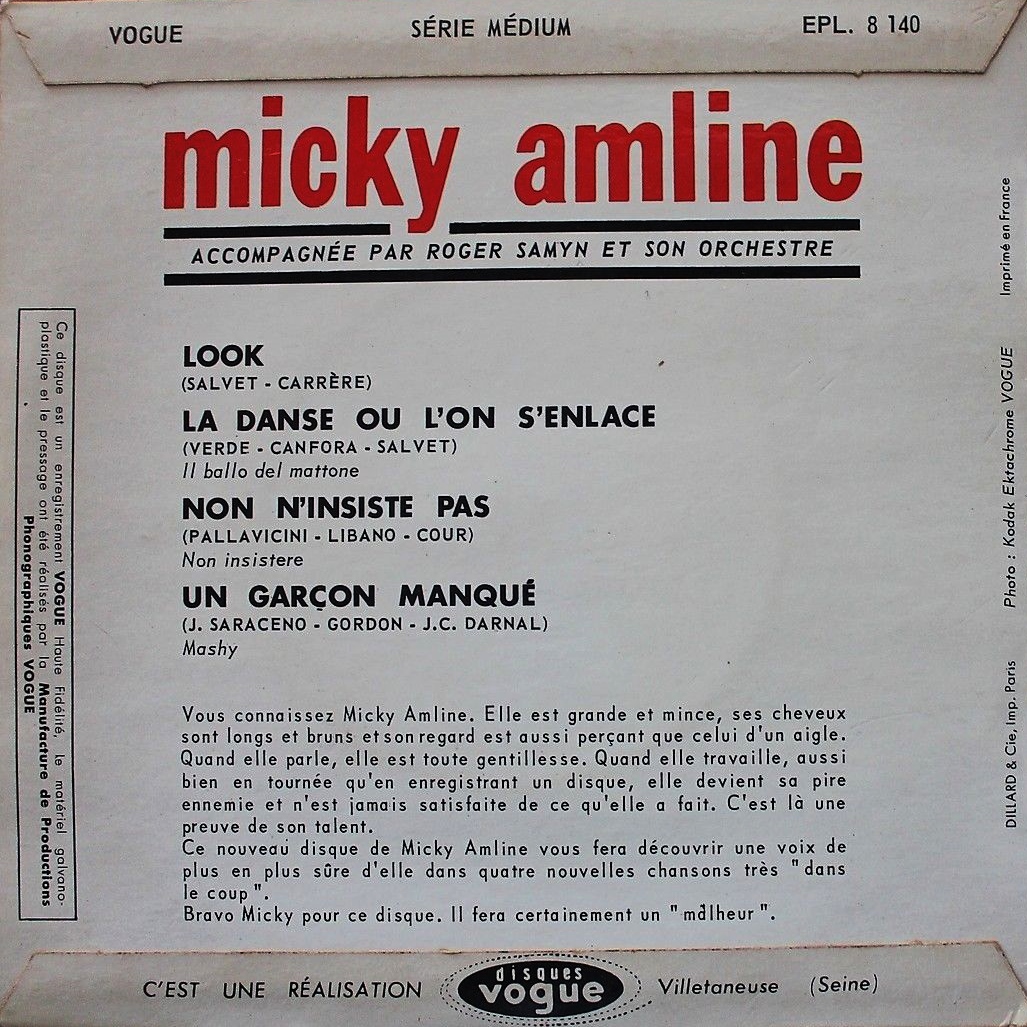 VOGUE SÉRIE MÉDIUM EPL. 8 140
micky amline
ACCOMPAGNÉE PAR ROGER SAMYN ET SON ORCHESTRE
LOOK
(SALVET - CARRÈRE)
LA DANSE OU L'ON S'ENLACE
(VERDE - CANFORA - SALVET)
Il ballo del mattone
NON N'INSISTE PAS
(PALLAVICINI - LIBANO - COUR)
Non insistere
UN GARÇON MANQUÉ
(J. SARACENO - GORDON - J.C. DARNAL)
Mashy
Vous connaissez Micky Amline. Elle est grande et mince, ses cheveux
sont longs et bruns et son regard est aussi perçant que celui d'un aigle.
Quand elle parle, elle est toute gentillesse. Quand elle travaille, aussi
bien en tournée qu'en enregistrant un disque, elle devient sa pire
ennemie et n'est jamais satisfaite de ce qu'elle a fait. C'est là une
preuve de son talent.
Ce nouveau disque de Micky Amline vous fera découvrir une voix de
plus en plus sûre d'elle dans quatre nouvelles chansons très "dans
le coup".
Bravo Micky pour ce disque. Il fera certainement un "malheur".
Ce disque est un enregistrement VOGUE Haute Fidélité, le matériel galvano-
plastique et le pressage ont été réalisés par la Manufacture de Productions
Phonographiques VOGUE
Imprimé en France
Photo : Kodak Ektachrome VOGUE
DILLARD & Cie, Imp. Paris
C'EST UNE RÉALISATION disques vogue Villetaneuse (Seine)